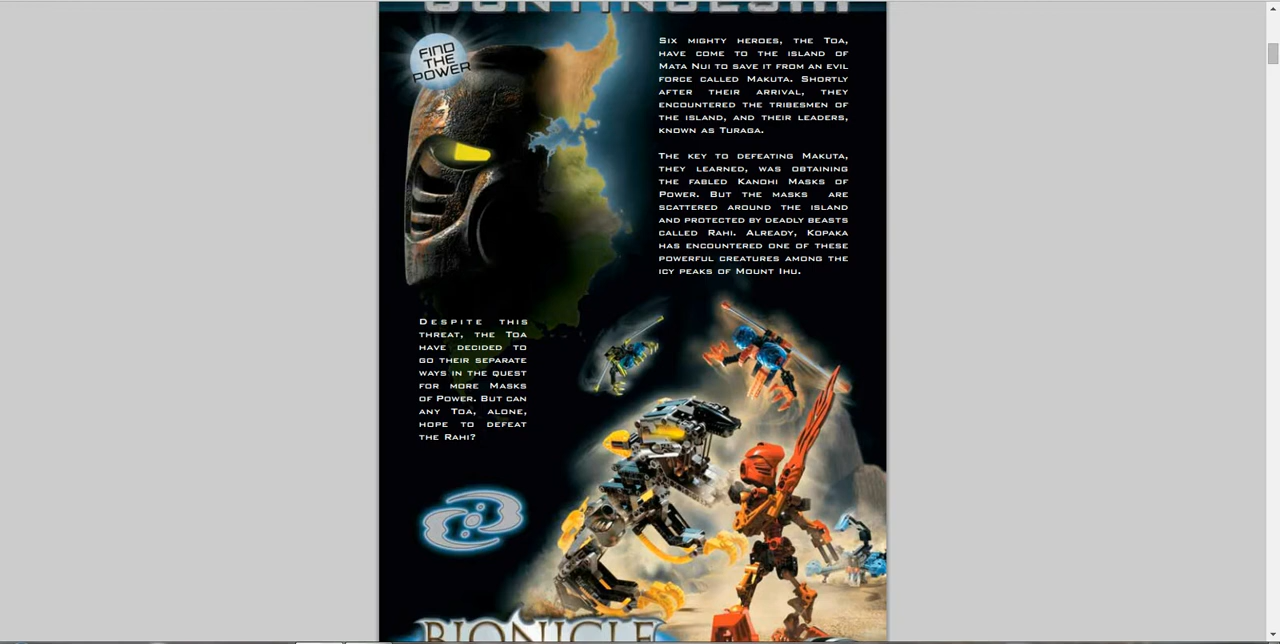 CONTINUES!!!
FIND
THE
POWER
SIX MIGHTY HEROES, THE TOA,
HAVE COME TO THE ISLAND OF
MATA NUI TO SAVE IT FROM AN EVIL
FORCE CALLED MAKUTA. SHORTLY
AFTER THEIR ARRIVAL, THEY
ENCOUNTERED THE TRIBESMEN OF
THE ISLAND, AND THEIR LEADERS,
KNOWN AS TURAGA.
THE KEY TO DEFEATING MAKUTA,
THEY LEARNED, WAS OBTAINING
THE FABLED KANOHI MASKS OF
POWER. BUT THE MASKS ARE
SCATTERED AROUND THE ISLAND
AND PROTECTED BY DEADLY BEASTS
CALLED RAHI. ALREADY, KOPAKA
HAS ENCOUNTERED ONE OF THESE
POWERFUL CREATURES AMONG THE
ICY PEAKS OF MOUNT IHU.
DESPITE THIS
THREAT, THE TOA
HAVE DECIDED TO
GO THEIR SEPARATE
WAYS IN THE QUEST
FOR MORE MASKS
OF POWER. BUT CAN
ANY TOA, ALONE,
HOPE TO DEFEAT
THE RAHI?
BIONICLE